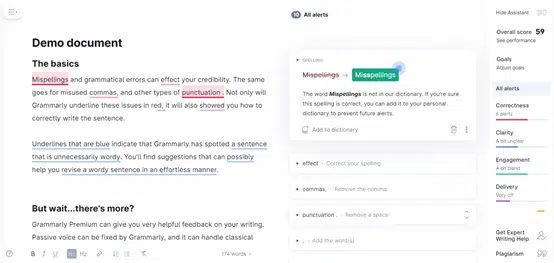 Hide Assistant
10 All alerts
Overall score 59
See performance
Goals
Adjust goals
All alerts
Correctness
8 alerts
Clarity
A bit unclear
Engagement
A bit bland
Delivery
Very off
Get Expert
Writing Help
Plagiarism
Demo document
The basics
Mispellings and grammatical errors can effect your credibility. The same
goes for misused commas, and other types of punctuation . Not only will
Grammarly underline these issues in red, it will also showed you how to
correctly write the sentence.
Underlines that are blue indicate that Grammarly has spotted a sentence
that is unnecessarily wordy. You'll find suggestions that can possibly
help you revise a wordy sentence in an effortless manner.
But wait...there's more?
Grammarly Premium can give you very helpful feedback on your writing.
Passive voice can be fixed by Grammarly, and it can handle classical
B I U
H1 H2
174 words
SPELLING
Mispellings → Misspellings
The word Mispellings is not in our dictionary. If you're sure
this spelling is correct, you can add it to your personal
dictionary to prevent future alerts.
Add to dictionary
effect · Correct your spelling
commas, · Remove the comma
punctuation . · Remove a space
, · Add the word(s)